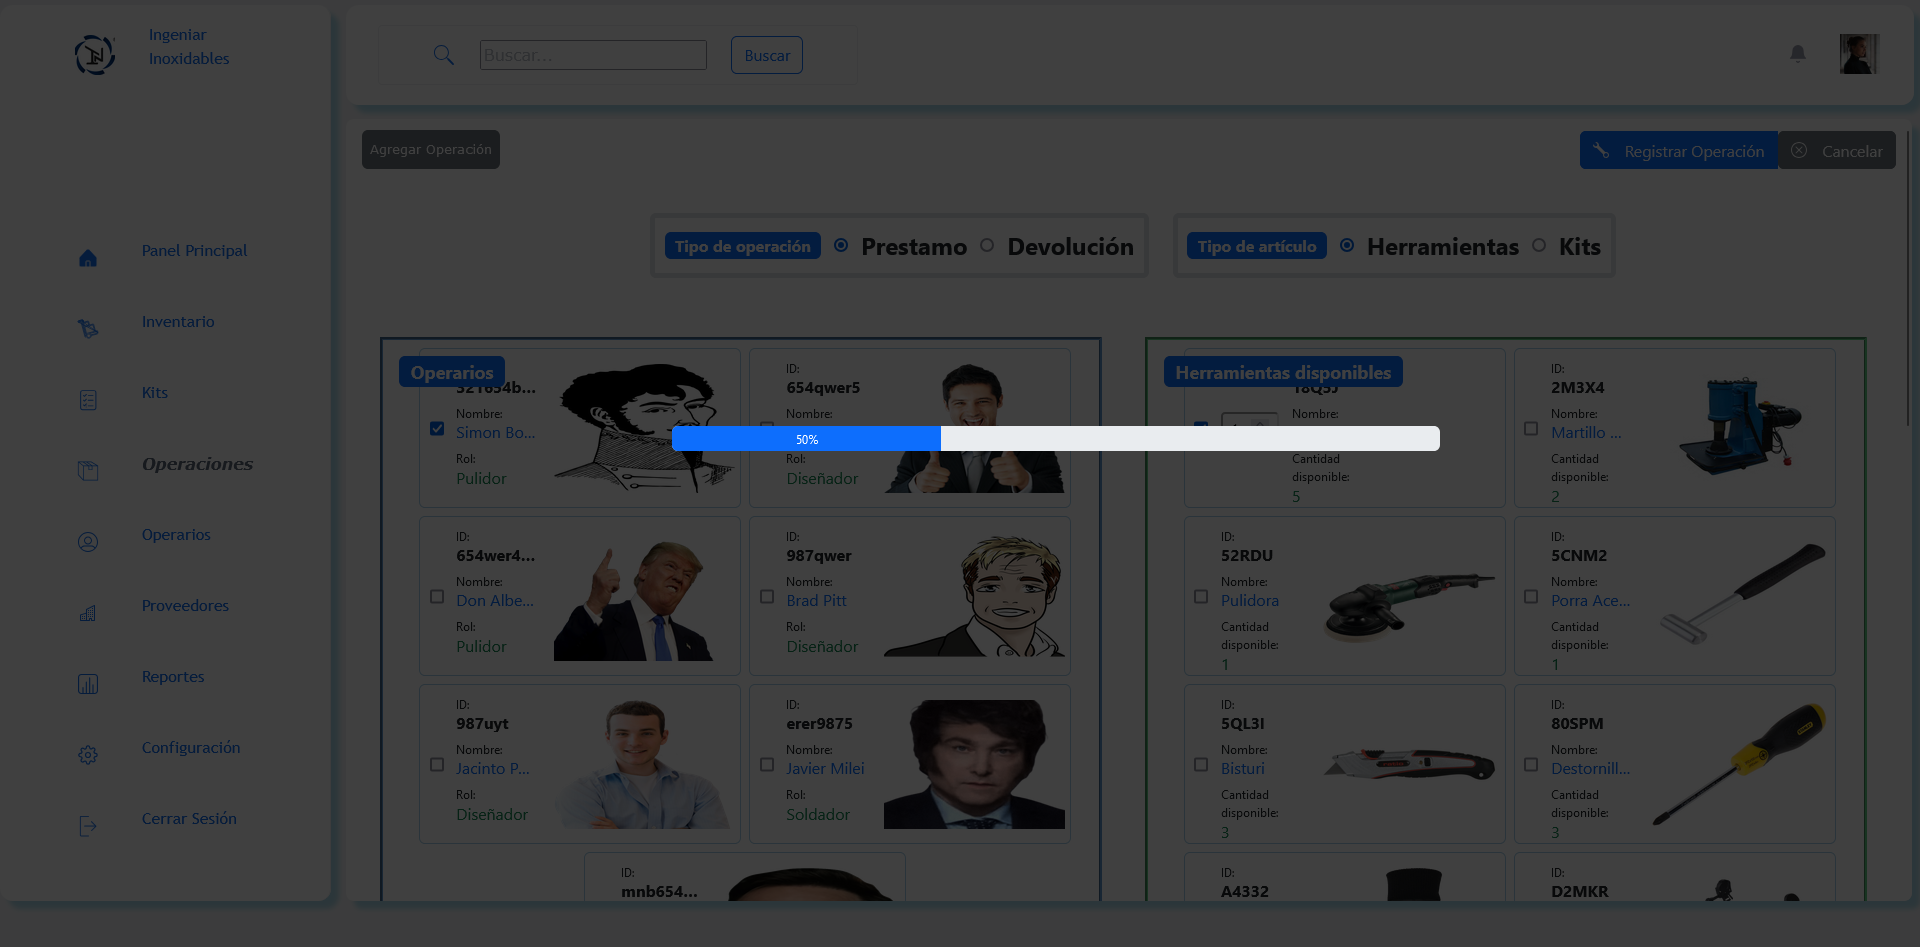 Ingeniar
Inoxidables
Buscar...
Buscar
Agregar Operación
Registrar Operación
Cancelar
Tipo de operación
Prestamo
Devolución
Tipo de artículo
Herramientas
Kits
Panel Principal
Inventario
Kits
Operaciones
Operarios
Proveedores
Reportes
Configuración
Cerrar Sesión
Operarios
Nombre:
Simon Bo...
Rol:
Pulidor
ID:
654qwer5
50%
Rol:
Diseñador
ID:
654wer4...
Nombre:
Don Albe...
Rol:
Pulidor
ID:
987qwer
Nombre:
Brad Pitt
Rol:
Diseñador
ID:
987uyt
Nombre:
Jacinto P...
Rol:
Diseñador
ID:
erer9875
Nombre:
Javier Milei
Rol:
Soldador
ID:
mnb654...
Herramientas disponibles
Nombre:
Cantidad
disponible:
5
ID:
2M3X4
Nombre:
Martillo ...
Cantidad
disponible:
2
ID:
52RDU
Nombre:
Pulidora
Cantidad
disponible:
1
ID:
5CNM2
Nombre:
Porra Ace...
Cantidad
disponible:
1
ID:
5QL3I
Nombre:
Bisturi
Cantidad
disponible:
3
ID:
80SPM
Nombre:
Destornill...
Cantidad
disponible:
3
ID:
A4332
ID:
D2MKR